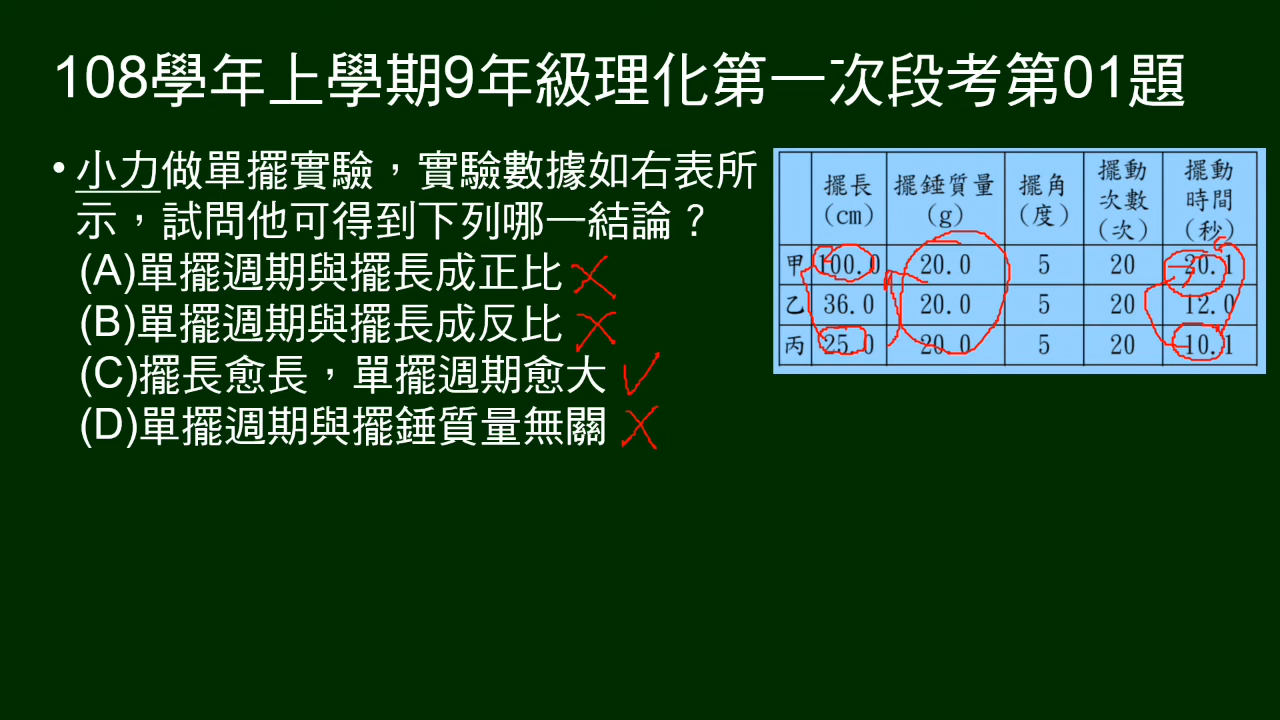 108學年上學期9年級理化第一次段考第01題
• 小力做單擺實驗，實驗數據如右表所
示，試問他可得到下列哪一結論？
(A)單擺週期與擺長成正比
(B)單擺週期與擺長成反比
(C)擺長愈長，單擺週期愈大
(D)單擺週期與擺錘質量無關
擺長(cm) 擺錘質量(g) 擺角(度) 擺動次數(次) 擺動時間(秒)
甲 100.0 20.0 5 20 20.1
乙 36.0 20.0 5 20 12.0
丙 25.0 20.0 5 20 10.1